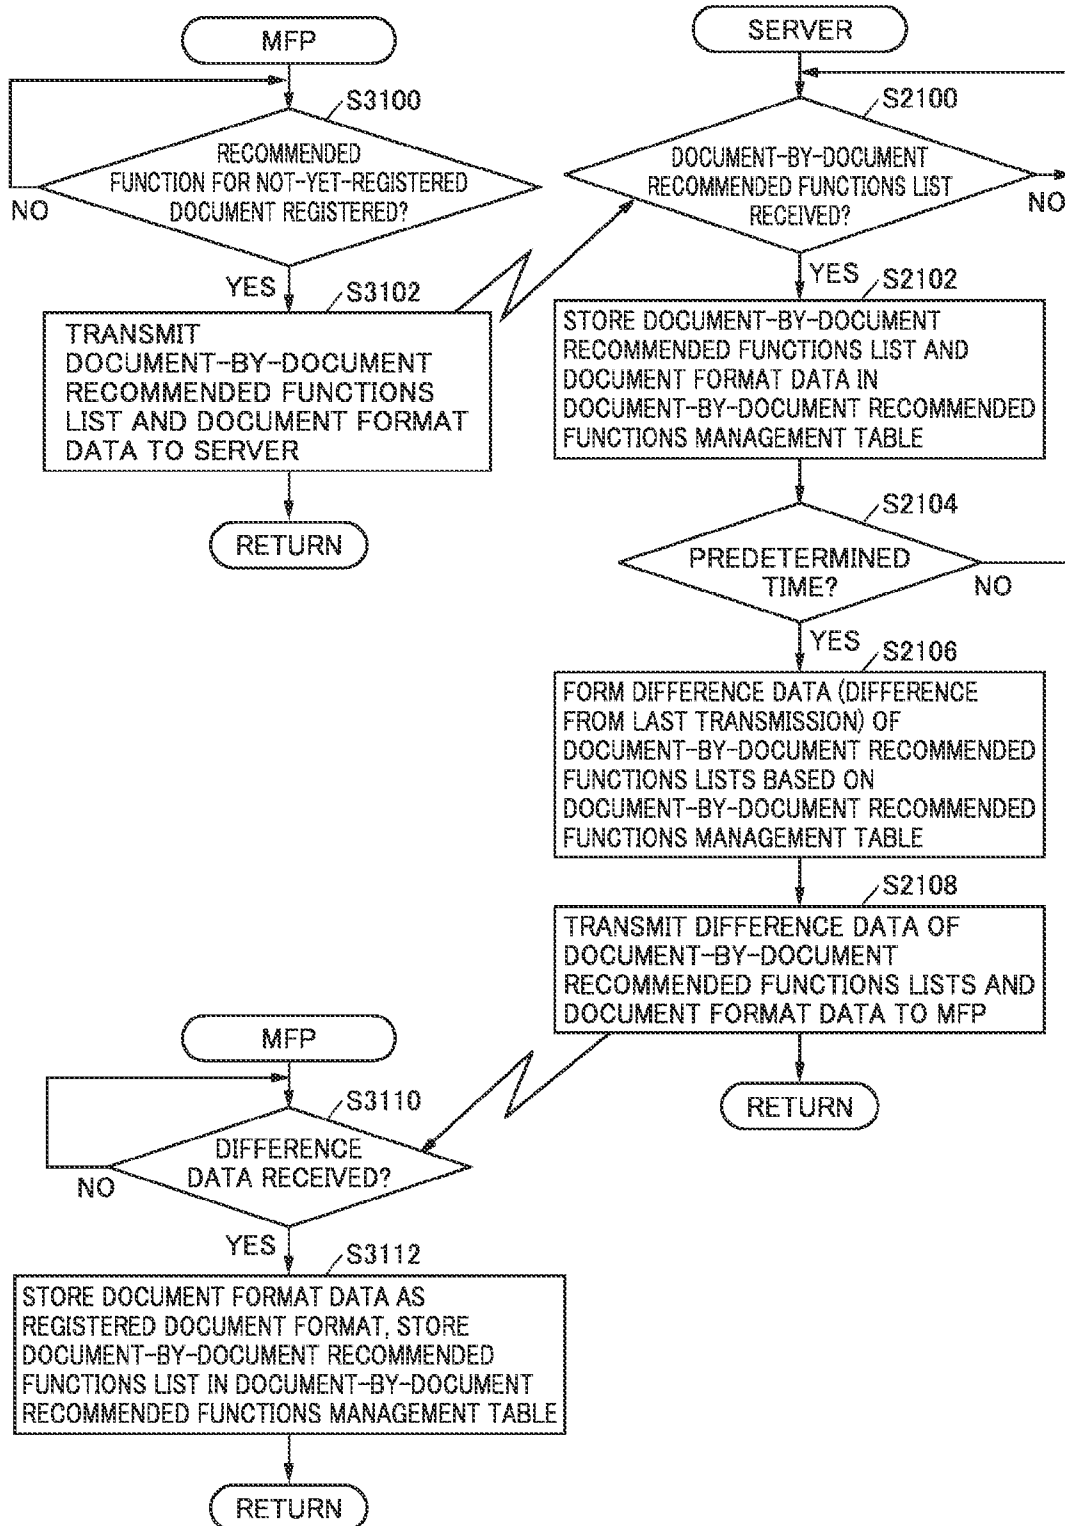 MFP
S3100
RECOMMENDED
FUNCTION FOR NOT-YET-REGISTERED
DOCUMENT REGISTERED?
NO
YES
S3102
TRANSMIT
DOCUMENT-BY-DOCUMENT
RECOMMENDED FUNCTIONS
LIST AND DOCUMENT FORMAT
DATA TO SERVER
RETURN
SERVER
S2100
DOCUMENT-BY-DOCUMENT
RECOMMENDED FUNCTIONS LIST
RECEIVED?
NO
YES
S2102
STORE DOCUMENT-BY-DOCUMENT
RECOMMENDED FUNCTIONS LIST AND
DOCUMENT FORMAT DATA IN
DOCUMENT-BY-DOCUMENT RECOMMENDED
FUNCTIONS MANAGEMENT TABLE
S2104
PREDETERMINED
TIME?
NO
YES
S2106
FORM DIFFERENCE DATA (DIFFERENCE
FROM LAST TRANSMISSION) OF
DOCUMENT-BY-DOCUMENT RECOMMENDED
FUNCTIONS LISTS BASED ON
DOCUMENT-BY-DOCUMENT RECOMMENDED
FUNCTIONS MANAGEMENT TABLE
S2108
TRANSMIT DIFFERENCE DATA OF
DOCUMENT-BY-DOCUMENT
RECOMMENDED FUNCTIONS LISTS AND
DOCUMENT FORMAT DATA TO MFP
RETURN
MFP
S3110
DIFFERENCE
DATA RECEIVED?
NO
YES
S3112
STORE DOCUMENT FORMAT DATA AS
REGISTERED DOCUMENT FORMAT, STORE
DOCUMENT-BY-DOCUMENT RECOMMENDED
FUNCTIONS LIST IN DOCUMENT-BY-DOCUMENT
RECOMMENDED FUNCTIONS MANAGEMENT TABLE
RETURN